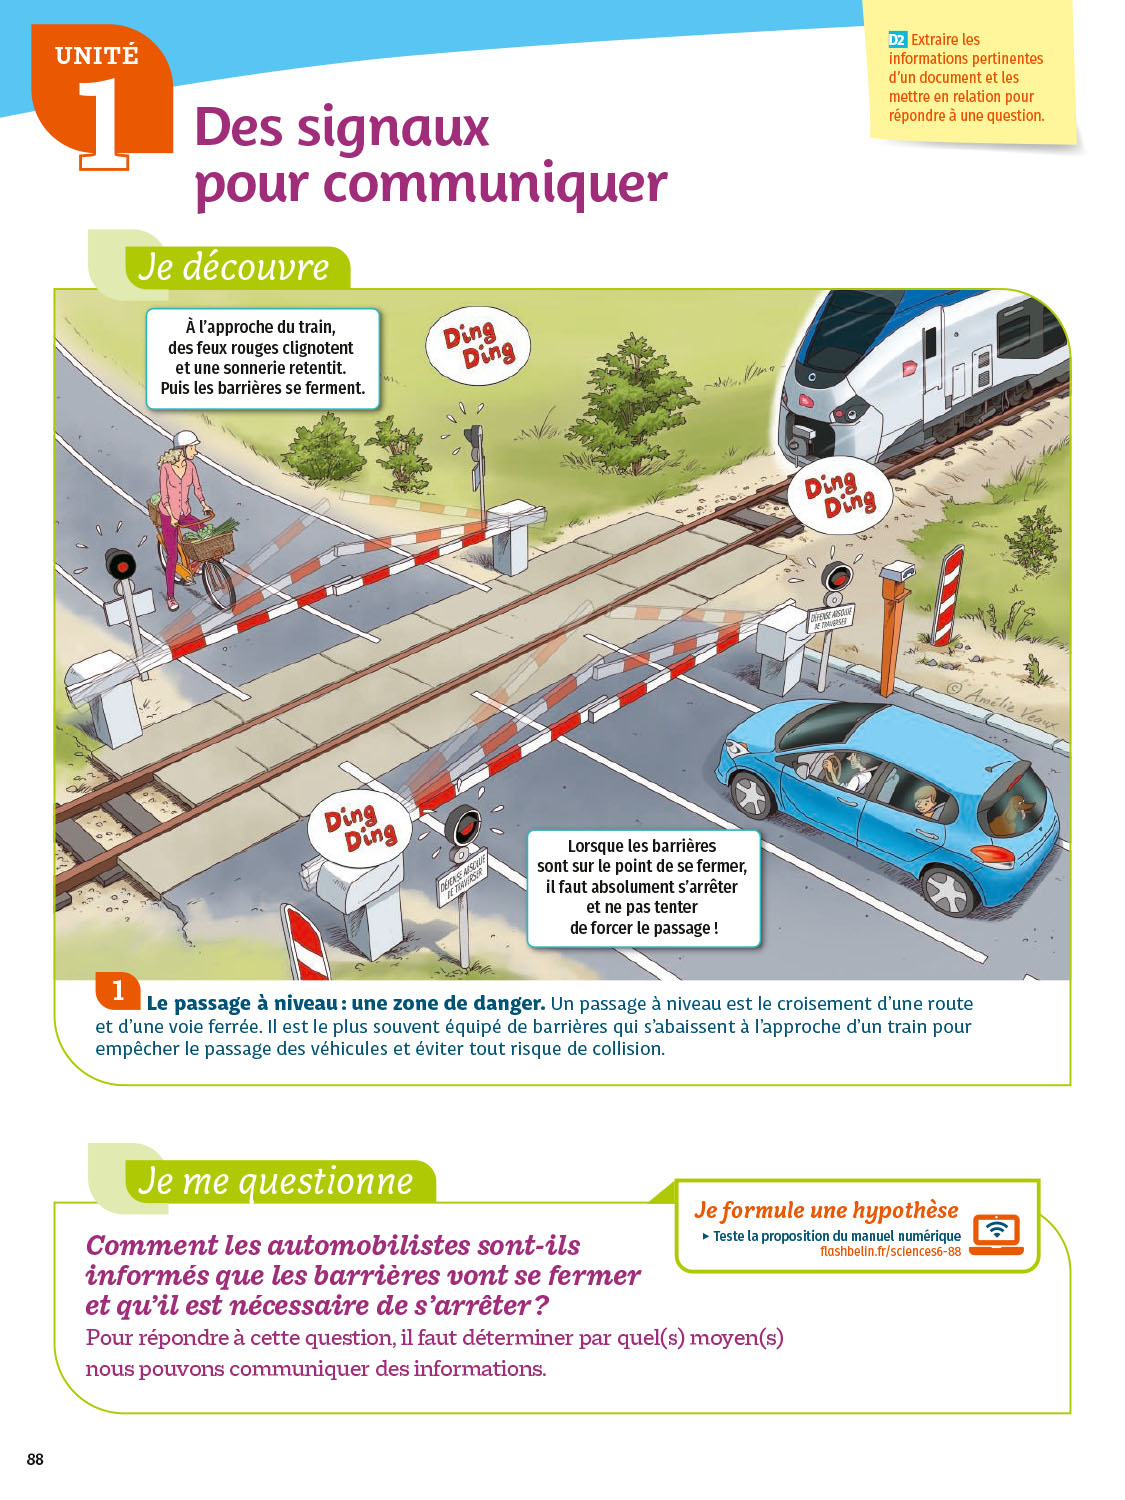 UNITÉ
1
D2 Extraire les
informations pertinentes
d'un document et les
mettre en relation pour
répondre à une question.
Des signaux
pour communiquer
Je découvre
À l'approche du train,
des feux rouges clignotent
et une sonnerie retentit.
Puis les barrières se ferment.
Ding
Ding
Ding
Ding
DÉFENSE ABSOLUE
DE TRAVERSER
© Amélie Veaux
Ding
Ding
DÉFENSE ABSOLUE
DE TRAVERSER
Lorsque les barrières
sont sur le point de se fermer,
il faut absolument s'arrêter
et ne pas tenter
de forcer le passage !
1 Le passage à niveau : une zone de danger. Un passage à niveau est le croisement d'une route
et d'une voie ferrée. Il est le plus souvent équipé de barrières qui s'abaissent à l'approche d'un train pour
empêcher le passage des véhicules et éviter tout risque de collision.
Je me questionne
Comment les automobilistes sont-ils
informés que les barrières vont se fermer
et qu'il est nécessaire de s'arrêter ?
Pour répondre à cette question, il faut déterminer par quel(s) moyen(s)
nous pouvons communiquer des informations.
Je formule une hypothèse
▸ Teste la proposition du manuel numérique
flashbelin.fr/sciences6-88
88